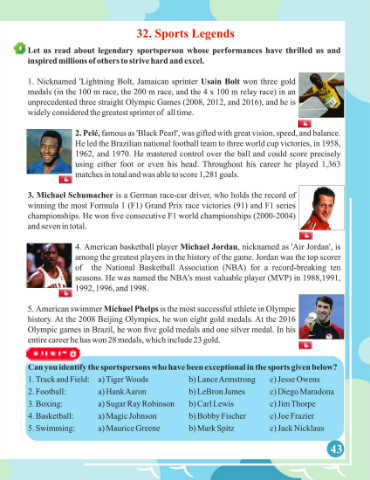 32. Sports Legends
Let us read about legendary sportsperson whose performances have thrilled us and
inspired millions of others to strive hard and excel.
1. Nicknamed 'Lightning Bolt, Jamaican sprinter Usain Bolt won three gold
medals (in the 100 m race, the 200 m race, and the 4 x 100 m relay race) in an
unprecedented three straight Olympic Games (2008, 2012, and 2016), and he is
widely considered the greatest sprinter of all time.
2. Pelé, famous as 'Black Pearl', was gifted with great vision, speed, and balance.
He led the Brazilian national football team to three world cup victories, in 1958,
1962, and 1970. He mastered control over the ball and could score precisely
using either foot or even his head. Throughout his career he played 1,363
matches in total and was able to score 1,281 goals.
3. Michael Schumacher is a German race-car driver, who holds the record of
winning the most Formula 1 (F1) Grand Prix race victories (91) and F1 series
championships. He won five consecutive F1 world championships (2000-2004)
and seven in total.
4. American basketball player Michael Jordan, nicknamed as 'Air Jordan', is
among the greatest players in the history of the game. Jordan was the top scorer
of the National Basketball Association (NBA) for a record-breaking ten
seasons. He was named the NBA's most valuable player (MVP) in 1988,1991,
1992, 1996, and 1998.
5. American swimmer Michael Phelps is the most successful athlete in Olympic
history. At the 2008 Beijing Olympics, he won eight gold medals. At the 2016
Olympic games in Brazil, he won five gold medals and one silver medal. In his
entire career he has won 28 medals, which include 23 gold.
Can you identify the sportspersons who have been exceptional in the sports given below?
1. Track and Field: a) Tiger Woods b) Lance Armstrong c) Jesse Owens
2. Football: a) Hank Aaron b) LeBron James c) Diego Maradona
3. Boxing: a) Sugar Ray Robinson b) Carl Lewis c) Jim Thorpe
4. Basketball: a) Magic Johnson b) Bobby Fischer c) Joe Frazier
5. Swimming: a) Maurice Greene b) Mark Spitz c) Jack Nicklaus
43